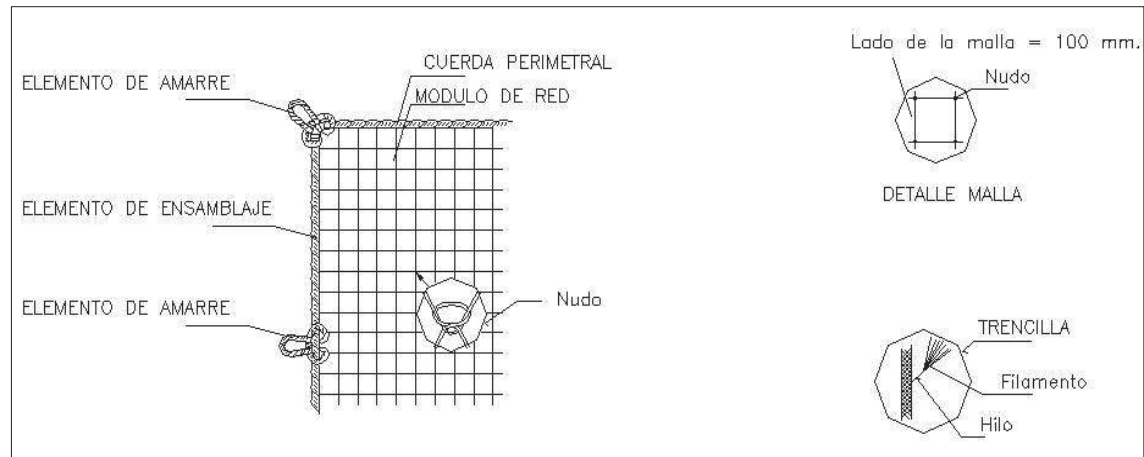 ELEMENTO DE AMARRE
CUERDA PERIMETRAL
MODULO DE RED
ELEMENTO DE ENSAMBLAJE
ELEMENTO DE AMARRE
Nudo
Lado de la malla = 100 mm.
Nudo
DETALLE MALLA
TRENCILLA
Filamento
Hilo